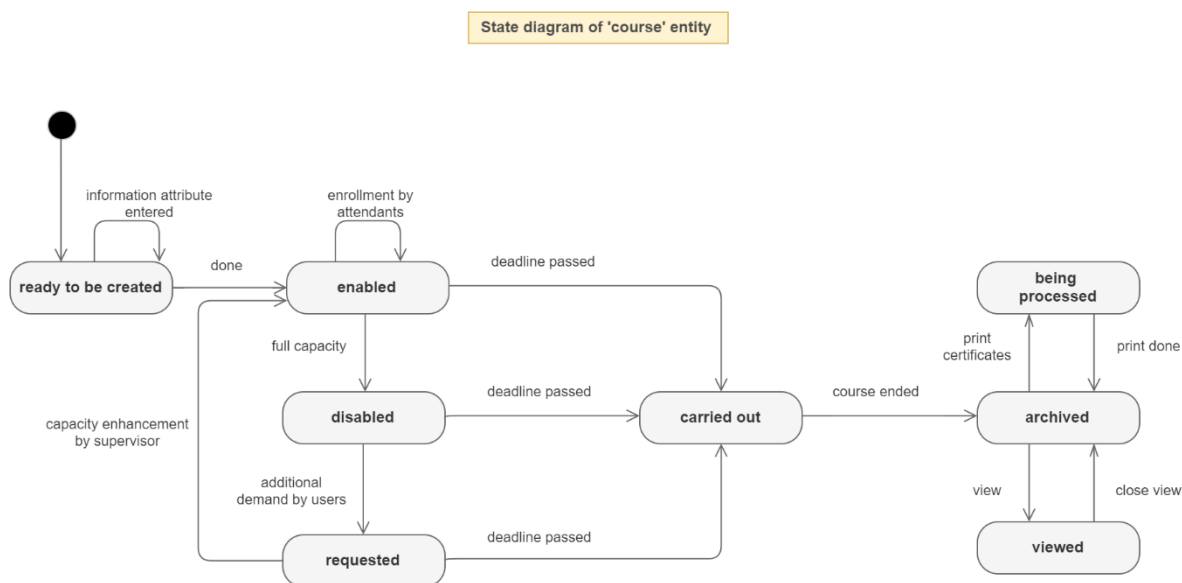 State diagram of 'course' entity
information attribute
entered
enrollment by
attendants
done
deadline passed
ready to be created
enabled
being
processed
full capacity
print
certificates
print done
deadline passed
course ended
disabled
carried out
archived
capacity enhancement
by supervisor
additional
demand by users
view
close view
deadline passed
requested
viewed